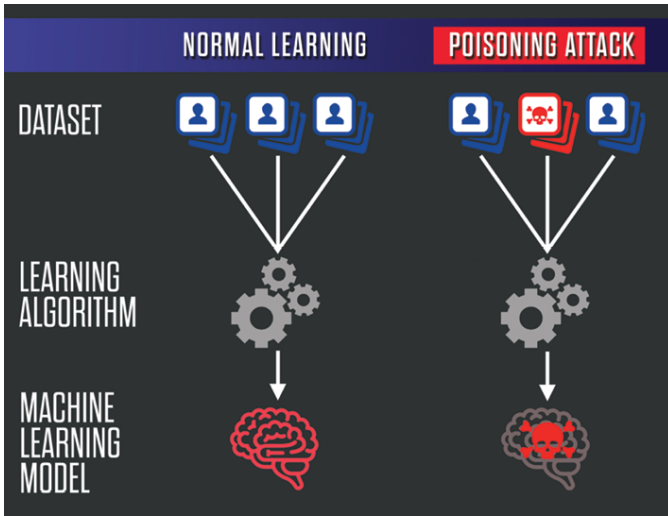 NORMAL LEARNING
POISONING ATTACK
DATASET
LEARNING
ALGORITHM
MACHINE
LEARNING
MODEL